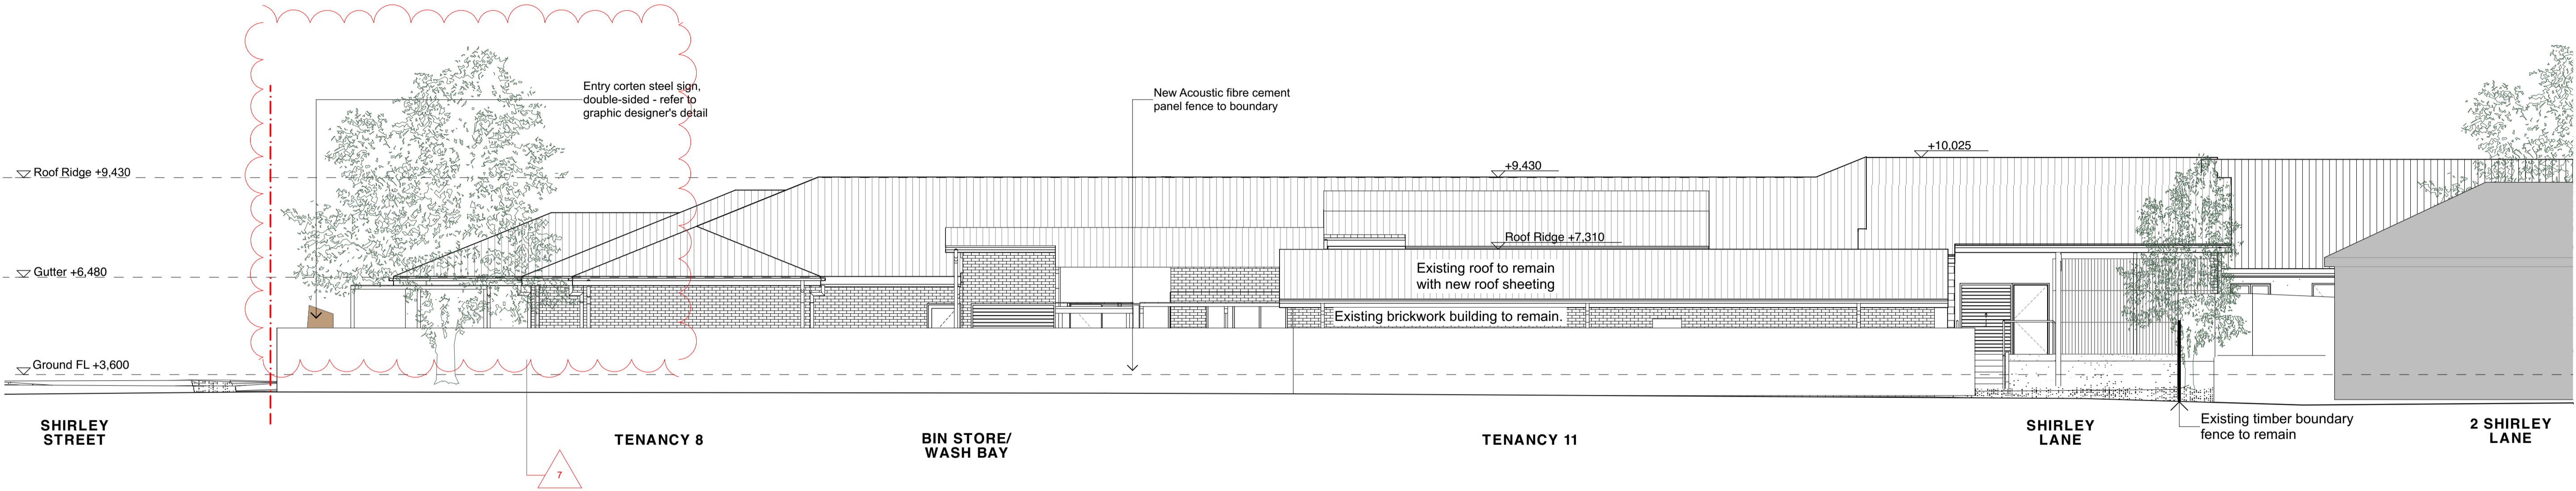 Entry corten steel sign,
double-sided - refer to
graphic designer's detail
New Acoustic fibre cement
panel fence to boundary
+10,025
+9,430
Roof Ridge +9,430
Roof Ridge +7,310
Gutter +6,480
Existing roof to remain
with new roof sheeting
Existing brickwork building to remain.
Ground FL +3,600
SHIRLEY
STREET
TENANCY 8
BIN STORE/
WASH BAY
TENANCY 11
SHIRLEY
LANE
Existing timber boundary
fence to remain
2 SHIRLEY
LANE
7